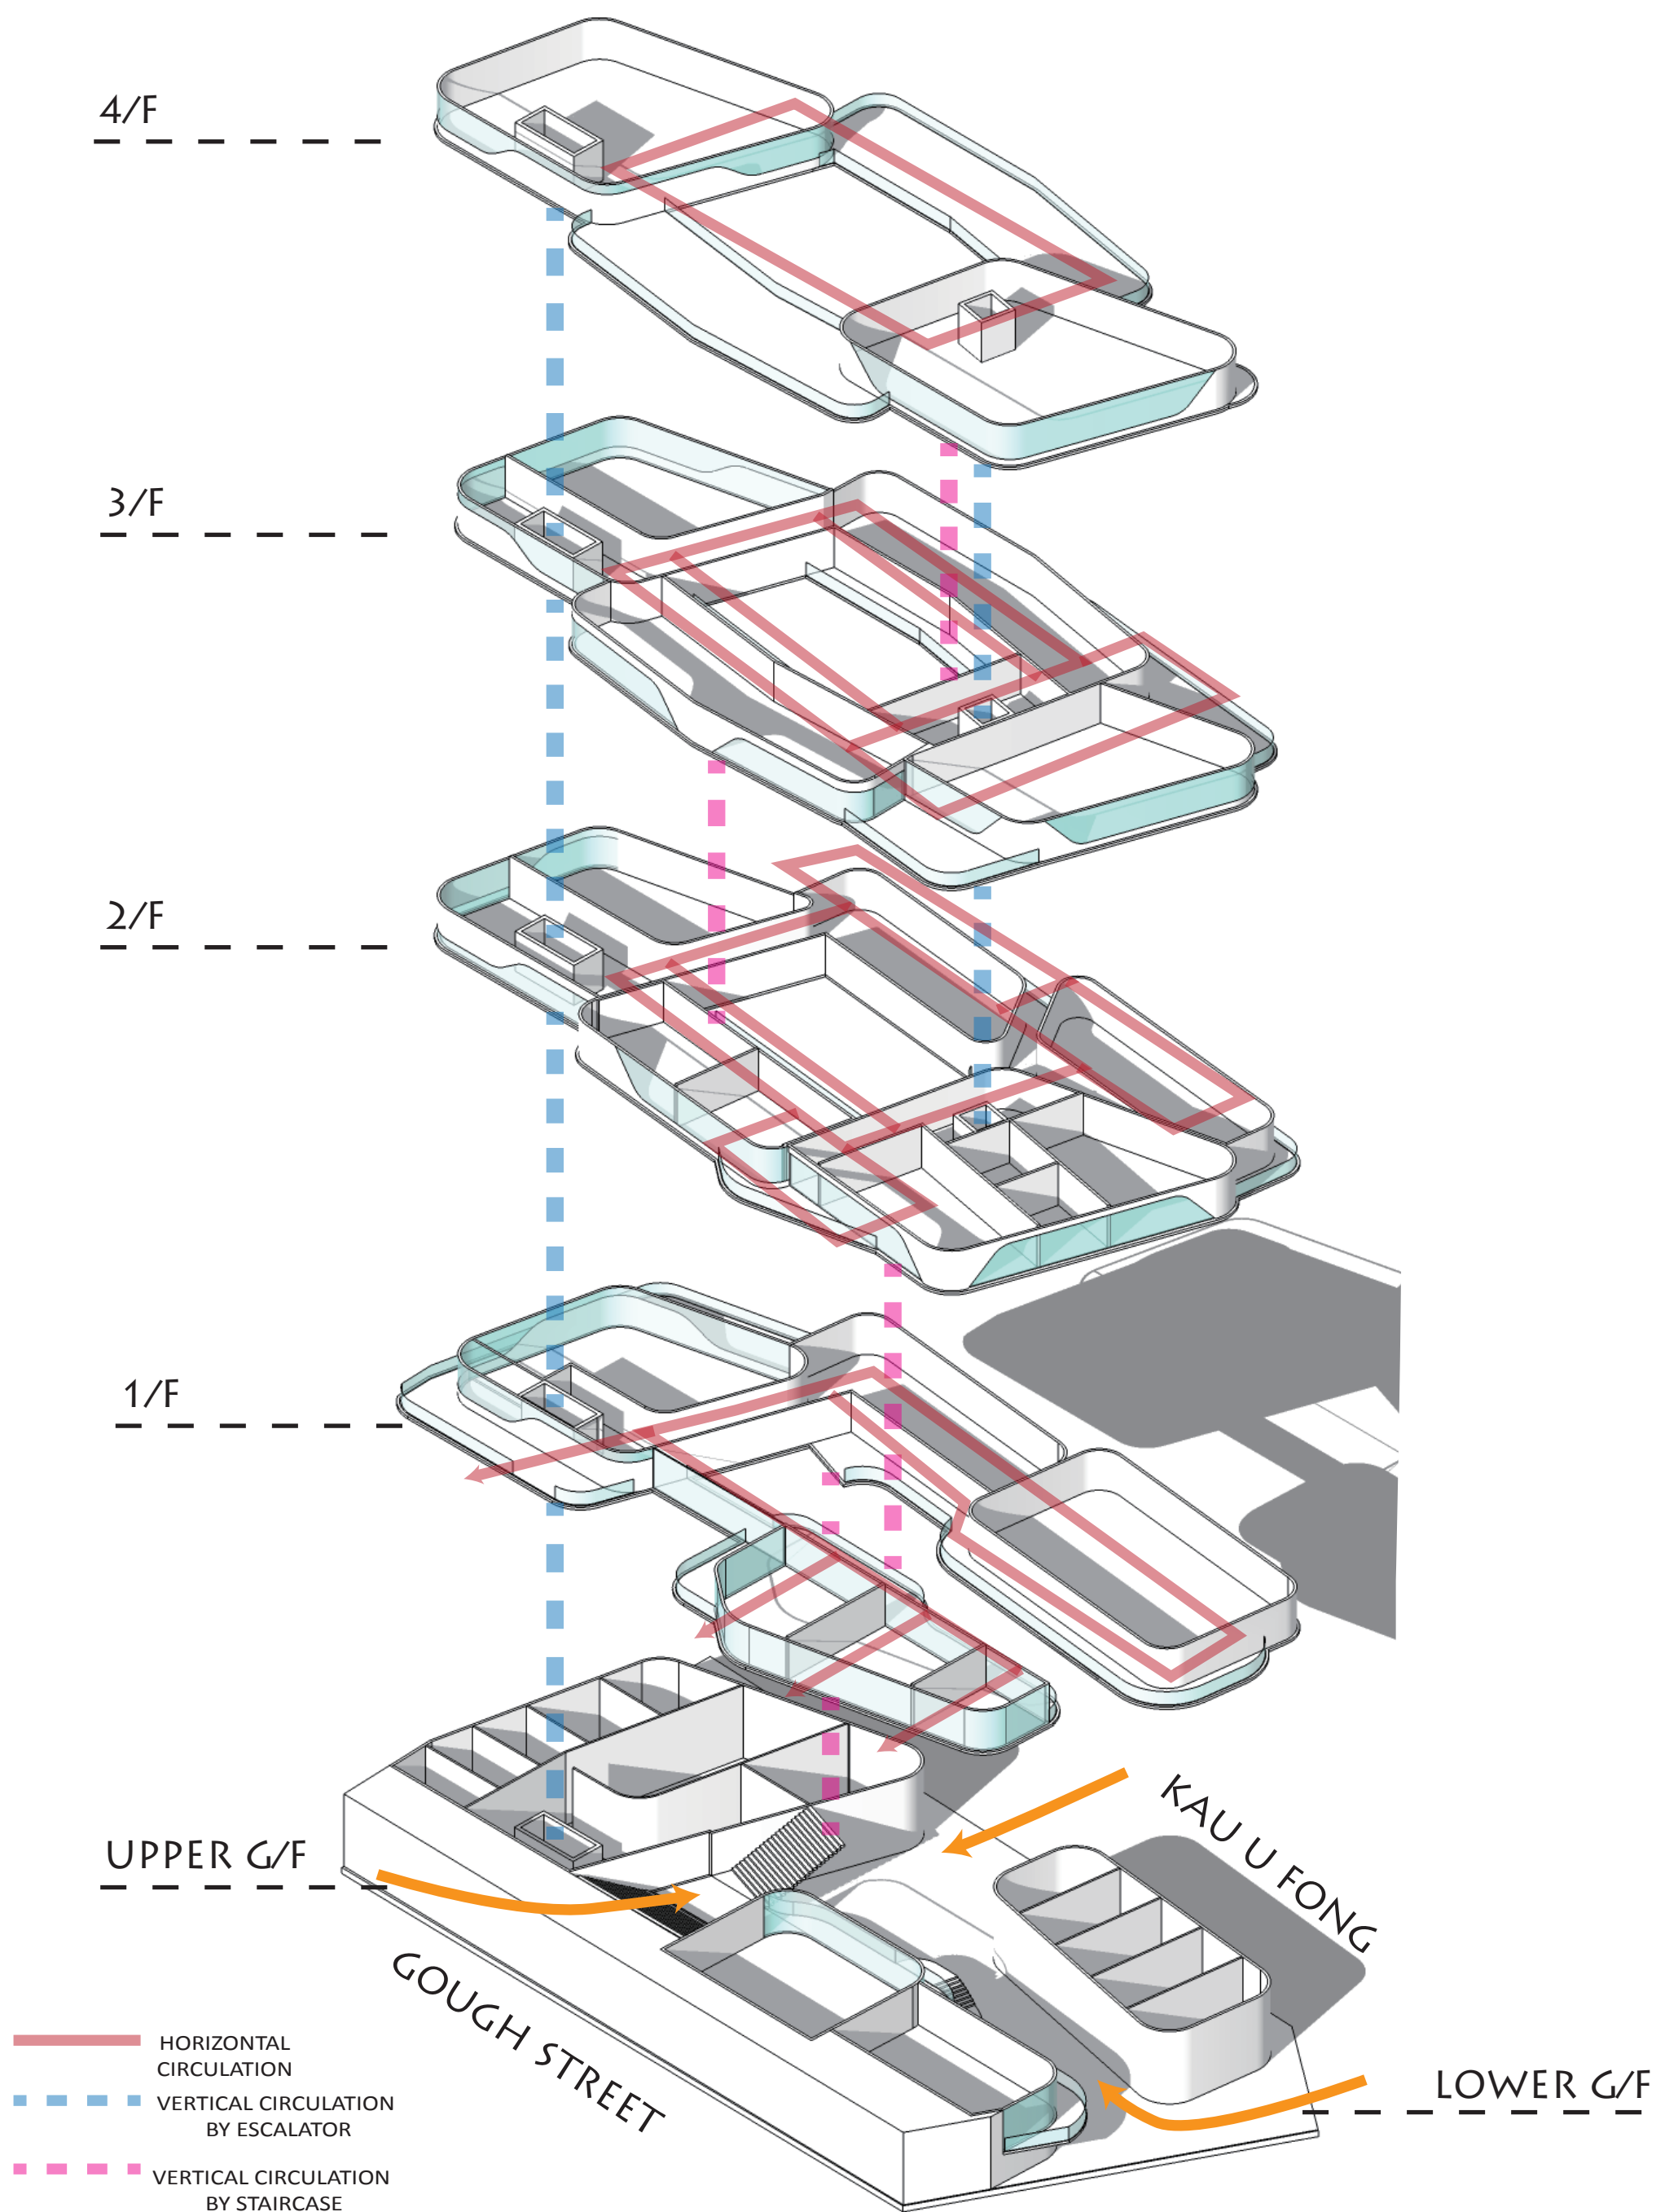 4/F
3/F
2/F
1/F
UPPER G/F
KAU U FONG
GOUGH STREET
LOWER G/F
HORIZONTAL
CIRCULATION
VERTICAL CIRCULATION
BY ESCALATOR
VERTICAL CIRCULATION
BY STAIRCASE